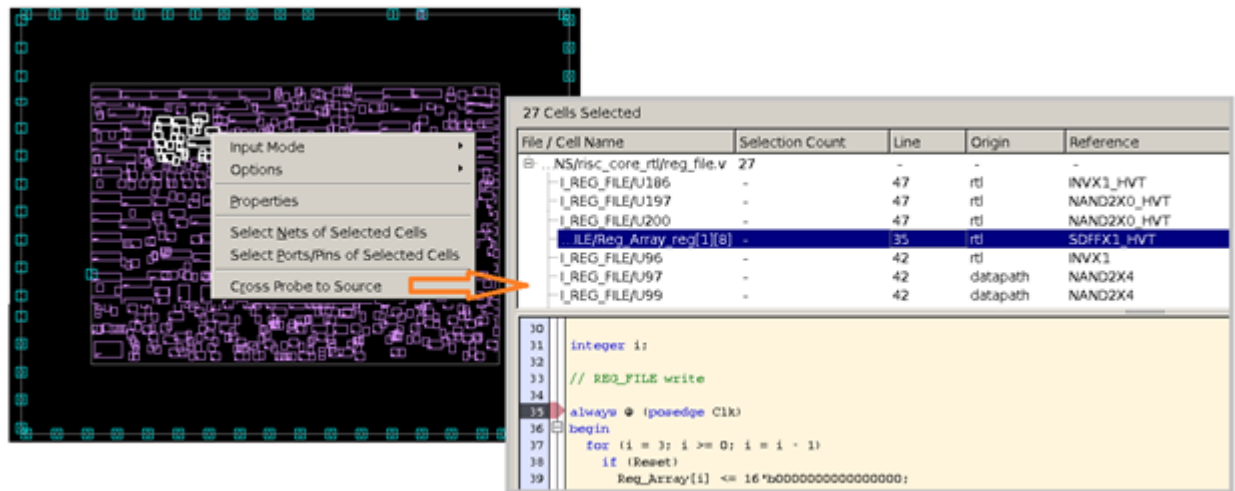 Input Mode
Options
Properties
Select Nets of Selected Cells
Select Ports/Pins of Selected Cells
Cross Probe to Source
27 Cells Selected
File / Cell Name Selection Count Line Origin Reference
...NS/risc_core_rtl/reg_file.v 27 - - -
I_REG_FILE/U186 - 47 rtl INVX1_HVT
I_REG_FILE/U197 - 47 rtl NAND2X0_HVT
I_REG_FILE/U200 - 47 rtl NAND2X0_HVT
...ILE/Reg_Array_reg[1][8] - 35 rtl SDFFX1_HVT
I_REG_FILE/U96 - 42 rtl INVX1
I_REG_FILE/U97 - 42 datapath NAND2X4
I_REG_FILE/U99 - 42 datapath NAND2X4
30
31 integer i;
32
33 // REG_FILE write
34
35 always @ (posedge Clk)
36 begin
37 for (i = 3; i >= 0; i = i - 1)
38 if (Reset)
39 Reg_Array[i] <= 16'b0000000000000000;